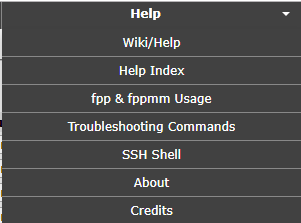 Help
Wiki/Help
Help Index
fpp & fppmm Usage
Troubleshooting Commands
SSH Shell
About
Credits